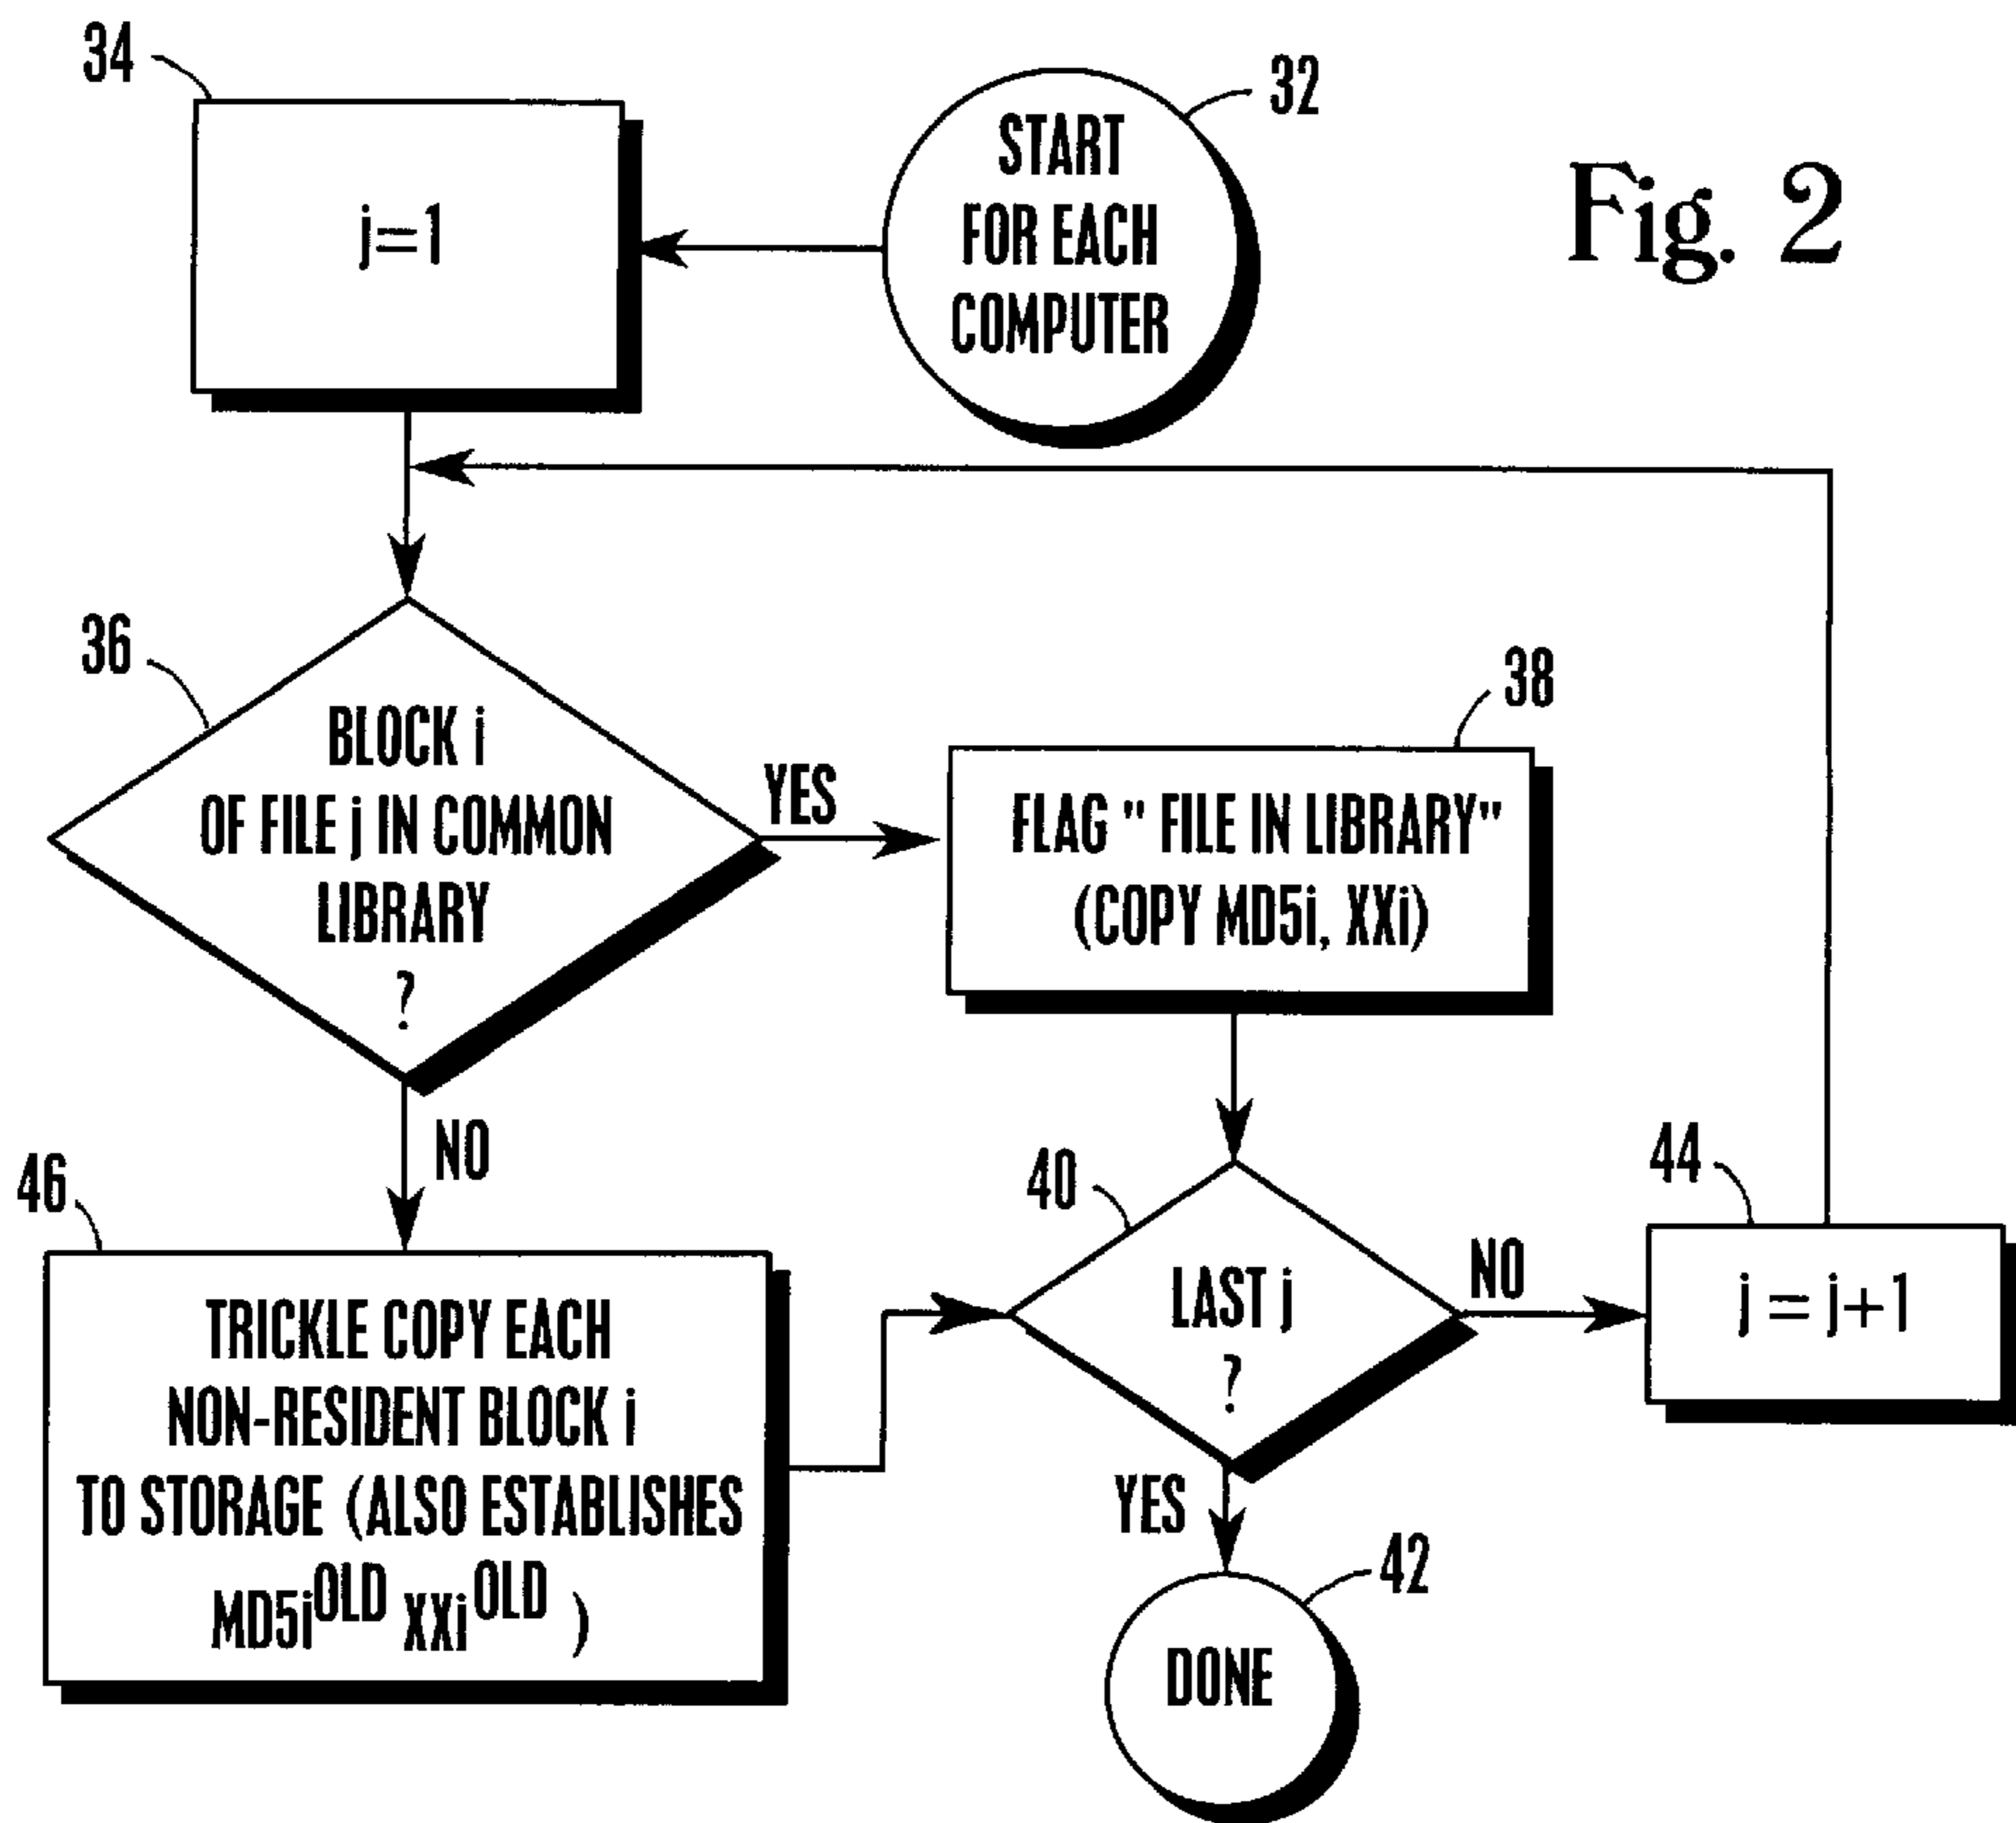 34
32
START
FOR EACH
COMPUTER
Fig. 2
j=1
36
BLOCK i
OF FILE j IN COMMON
LIBRARY
?
YES
38
FLAG " FILE IN LIBRARY"
(COPY MD5i, XXi)
NO
46
TRICKLE COPY EACH
NON-RESIDENT BLOCK i
TO STORAGE (ALSO ESTABLISHES
MD5i^OLD XXi^OLD )
40
LAST j
?
NO
44
j = j+1
YES
42
DONE